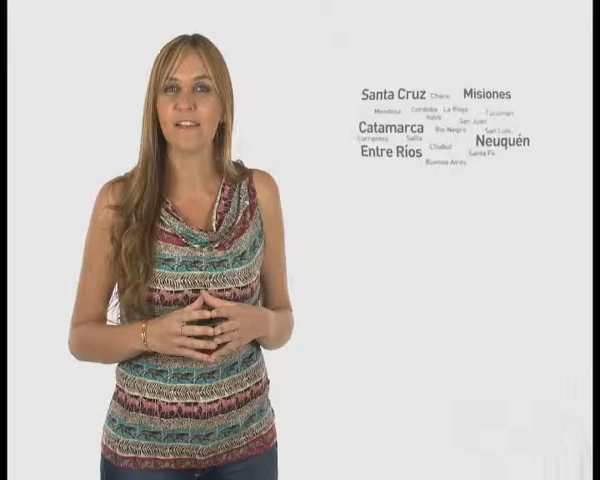 Santa Cruz Chaco Misiones
Mendoza Córdoba La Rioja Tucumán
Jujuy San Juan
Catamarca Río Negro San Luis
Corrientes Salta Neuquén
Entre Ríos Chubut Santa Fe
Buenos Aires